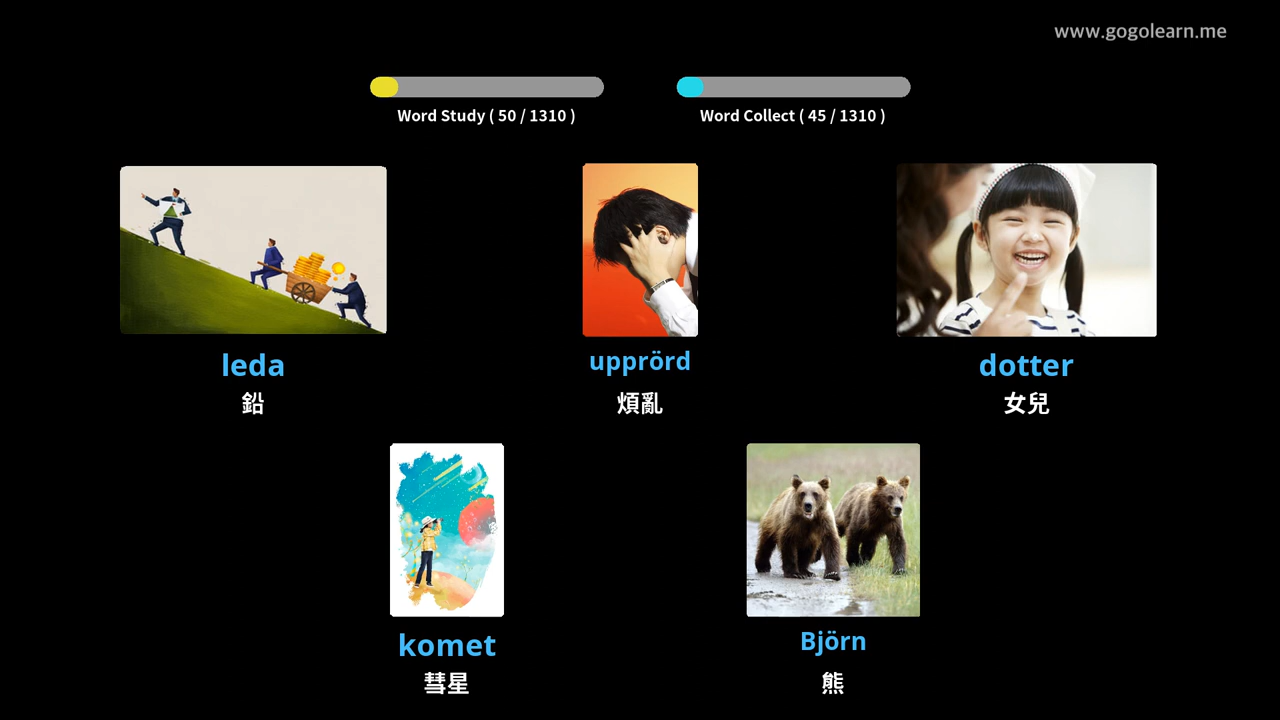 www.gogolearn.me
Word Study ( 50 / 1310 )
Word Collect ( 45 / 1310 )
leda
鉛
upprörd
煩亂
dotter
女兒
komet
彗星
Björn
熊